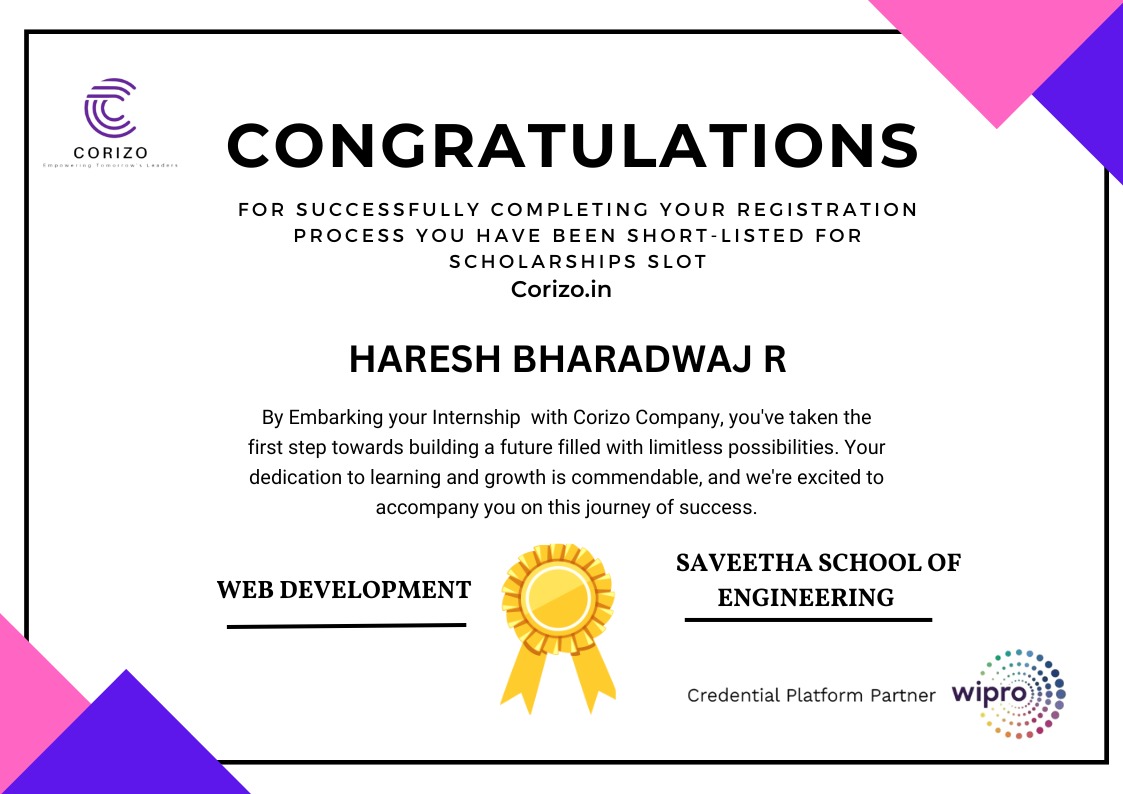 CORIZO
Empowering Tomorrow's Leaders
CONGRATULATIONS
FOR SUCCESSFULLY COMPLETING YOUR REGISTRATION
PROCESS YOU HAVE BEEN SHORT-LISTED FOR
SCHOLARSHIPS SLOT
Corizo.in
HARESH BHARADWAJ R
By Embarking your Internship  with Corizo Company, you've taken the
first step towards building a future filled with limitless possibilities. Your
dedication to learning and growth is commendable, and we're excited to
accompany you on this journey of success.
WEB DEVELOPMENT
SAVEETHA SCHOOL OF
ENGINEERING
Credential Platform Partner
wipro